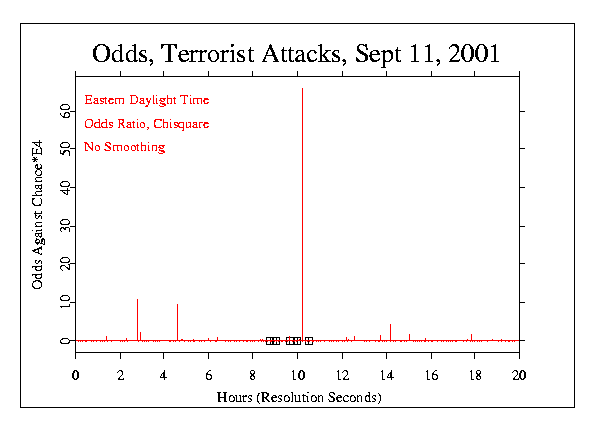 Odds, Terrorist Attacks, Sept 11, 2001
Eastern Daylight Time
Odds Ratio, Chisquare
No Smoothing
Odds Against Chance*E4
60
50
40
30
20
10
0
0 2 4 6 8 10 12 14 16 18 20
Hours (Resolution Seconds)